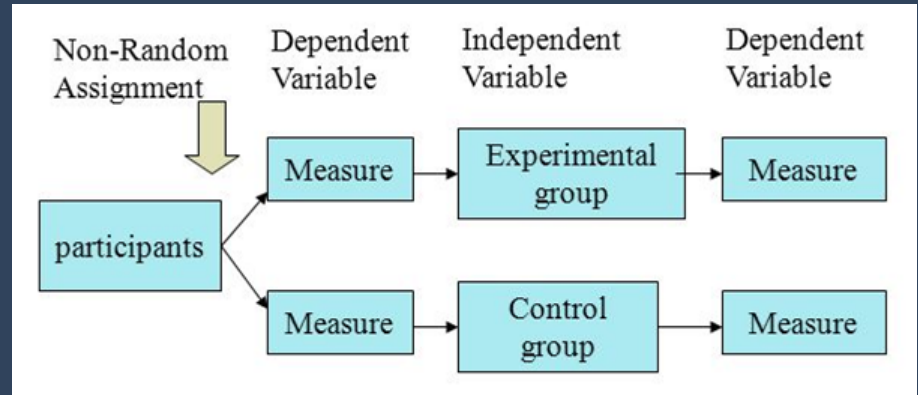 Non-Random
Assignment
Dependent
Variable
Independent
Variable
Dependent
Variable
participants
Measure
Experimental
group
Measure
Measure
Control
group
Measure